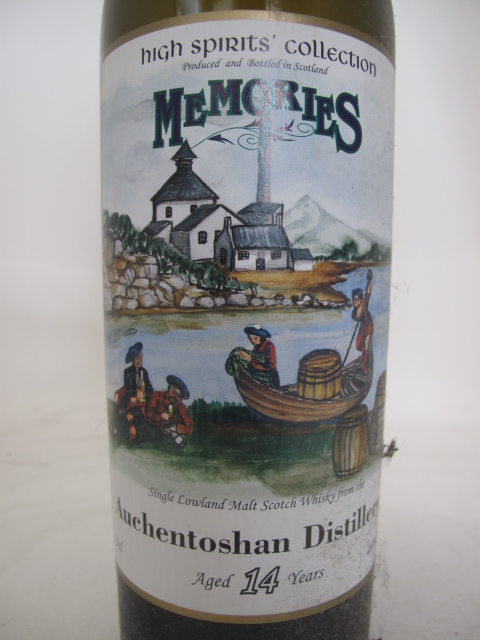 HIGH SPIRITS' COLLECTION
Produced and Bottled in Scotland
MEMORIES
Single Lowland Malt Scotch Whisky from the
Auchentoshan Distillery
Aged 14 Years